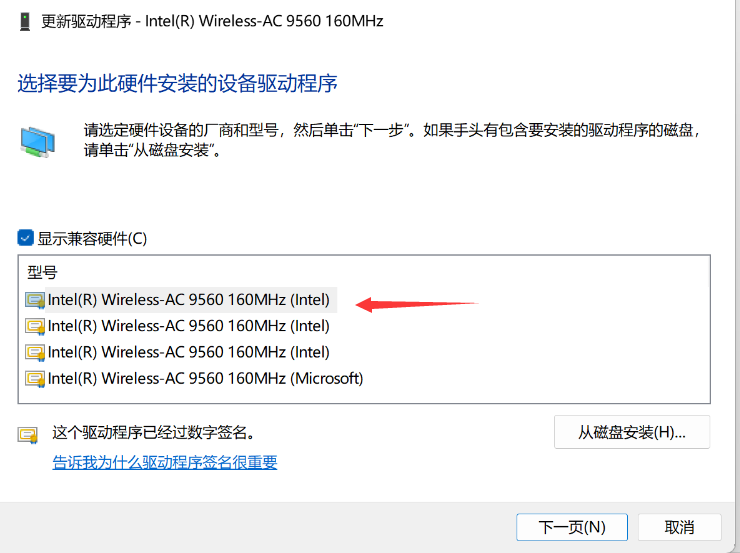 更新驱动程序 - Intel(R) Wireless-AC 9560 160MHz
选择要为此硬件安装的设备驱动程序
请选定硬件设备的厂商和型号，然后单击“下一步”。如果手头有包含要安装的驱动程序的磁盘，
请单击“从磁盘安装”。
显示兼容硬件(C)
型号
Intel(R) Wireless-AC 9560 160MHz (Intel)
Intel(R) Wireless-AC 9560 160MHz (Intel)
Intel(R) Wireless-AC 9560 160MHz (Intel)
Intel(R) Wireless-AC 9560 160MHz (Microsoft)
这个驱动程序已经过数字签名。
从磁盘安装(H)...
告诉我为什么驱动程序签名很重要
下一页(N)
取消